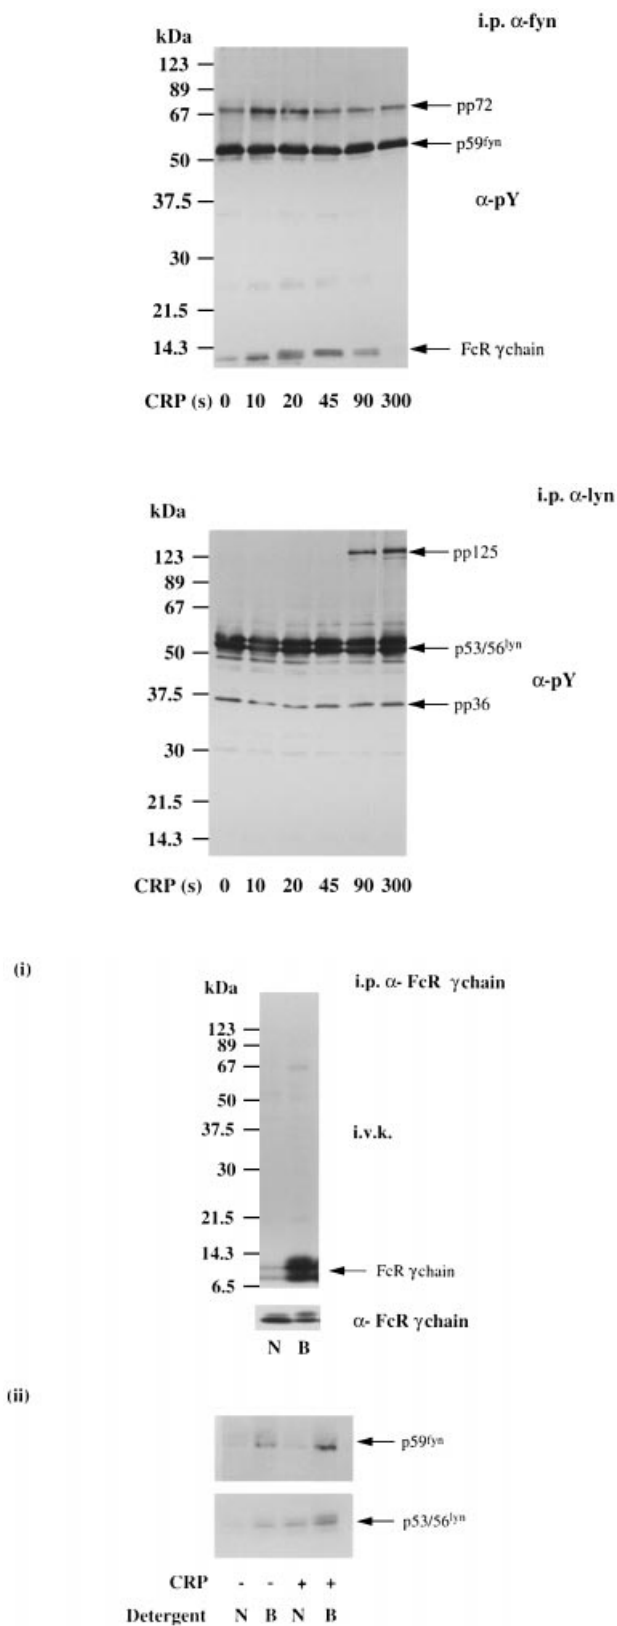 i.p. α-fyn
kDa
123
89
67
50
37.5
30
21.5
14.3
pp72
p59fyn
α-pY
FcR γchain
CRP (s) 0 10 20 45 90 300
i.p. α-lyn
kDa
123
89
67
50
37.5
30
21.5
14.3
pp125
p53/56lyn
α-pY
pp36
CRP (s) 0 10 20 45 90 300
(i)
i.p. α- FcR γchain
kDa
123
89
67
50
37.5
30
21.5
14.3
6.5
i.v.k.
FcR γchain
α- FcR γchain
N B
(ii)
p59fyn
p53/56lyn
CRP - - + +
Detergent N B N B